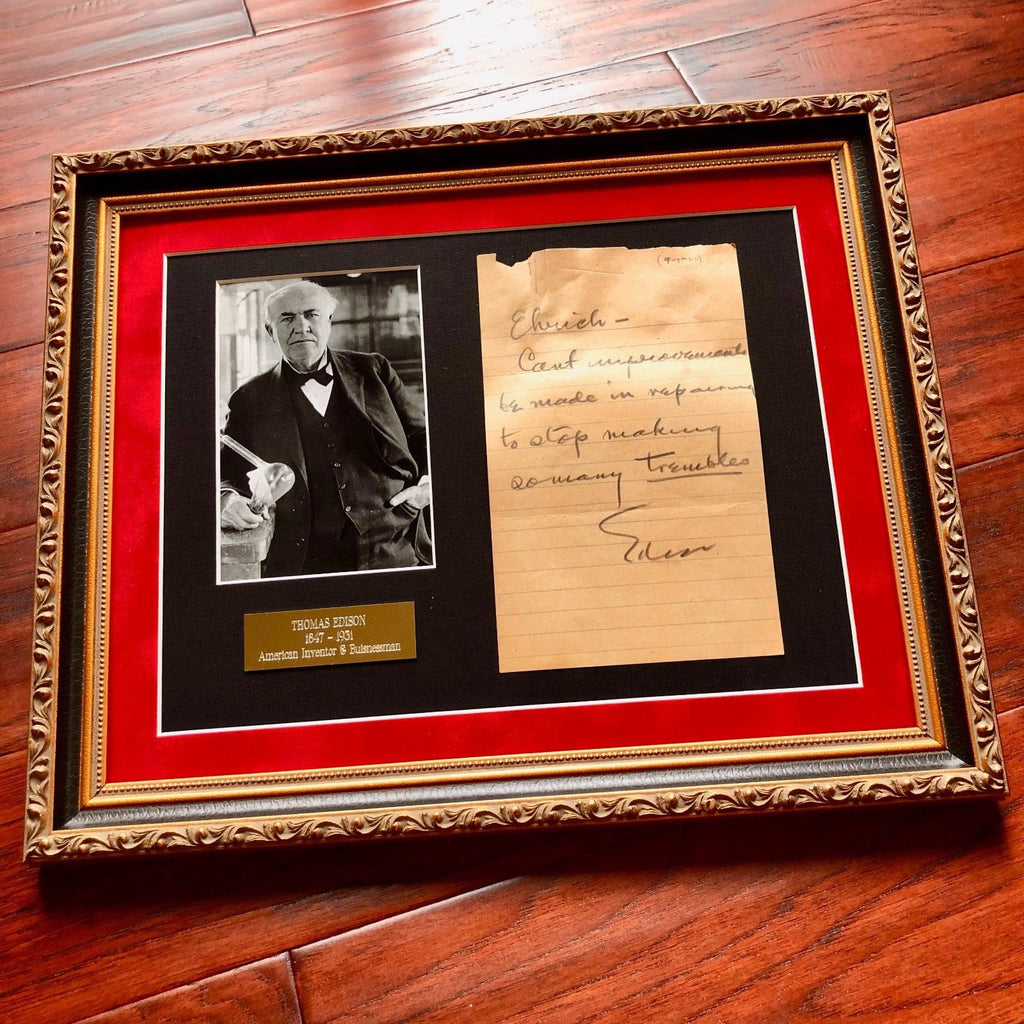 Ehrich -
Cant improvements
be made in repairing
to stop making
so many Trembles
Edison
THOMAS EDISON
1847 - 1931
American Inventor & Buisnessman